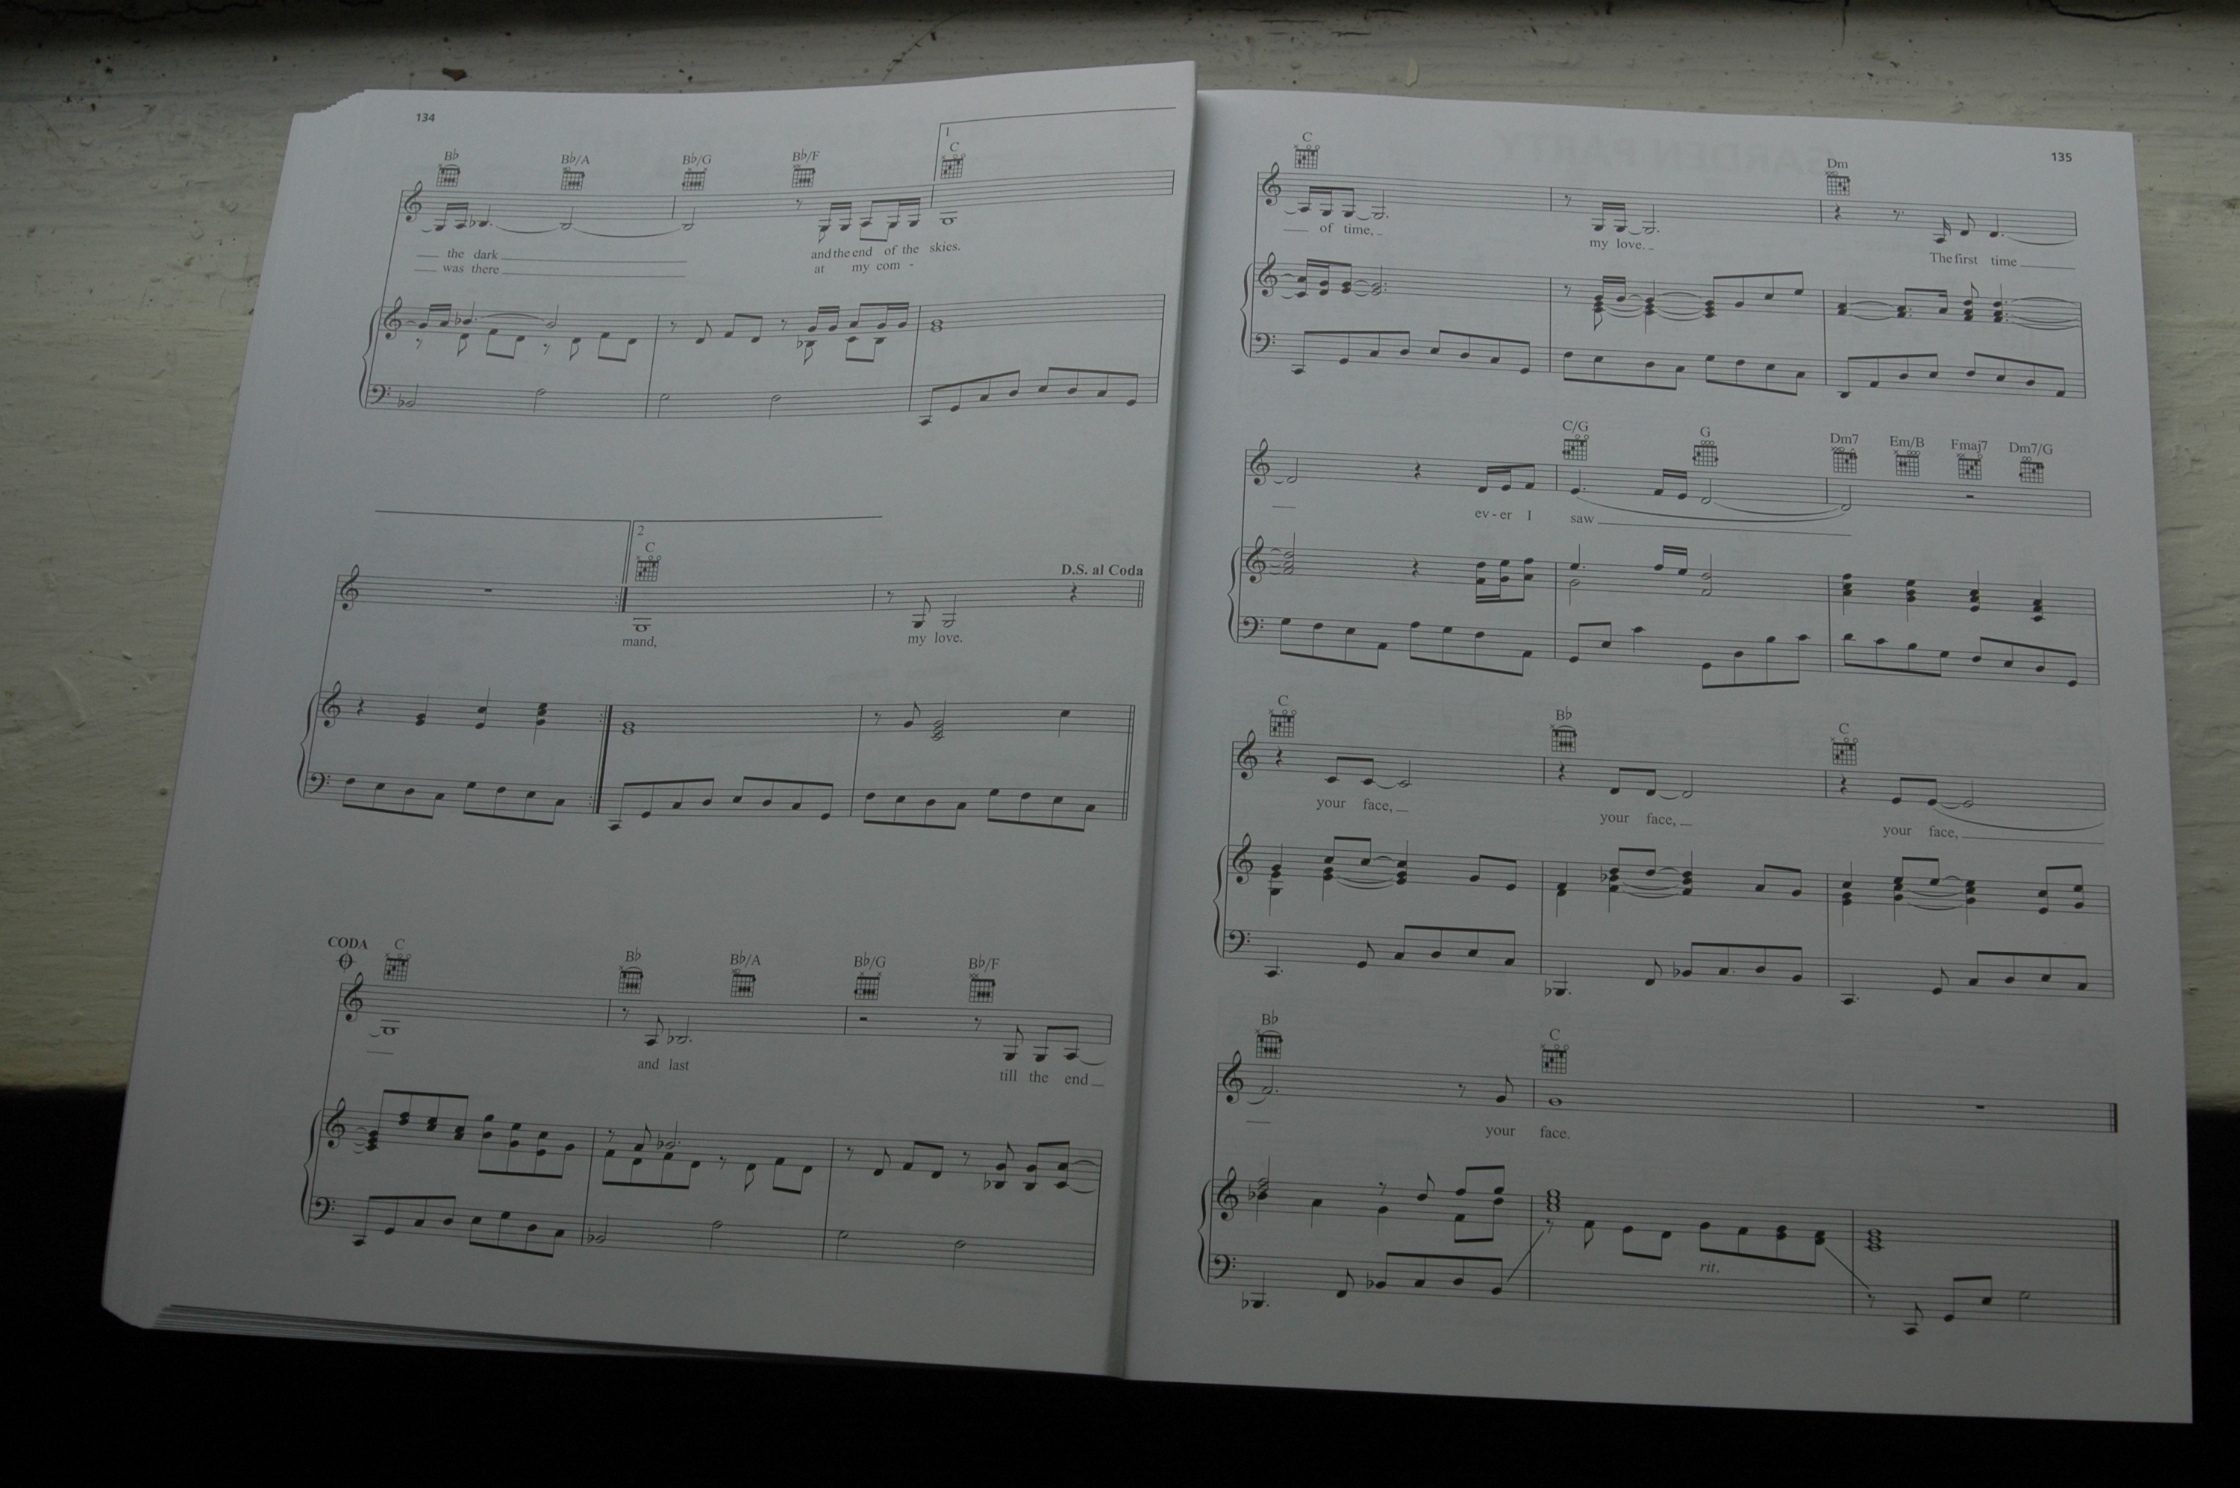 134
B♭ B♭/A B♭/G B♭/F
1
C
the dark and the end of the skies.
was there at my com -
2
C
D.S. al Coda
mand, my love.
CODA
C B♭ B♭/A B♭/G B♭/F
and last till the end
135
GARDEN PARTY
C Dm
of time, my love. The first time
C/G G Dm7 Em/B Fmaj7 Dm7/G
ev - er I saw
C B♭ C
your face, your face, your face,
B♭ C
your face.
rit.